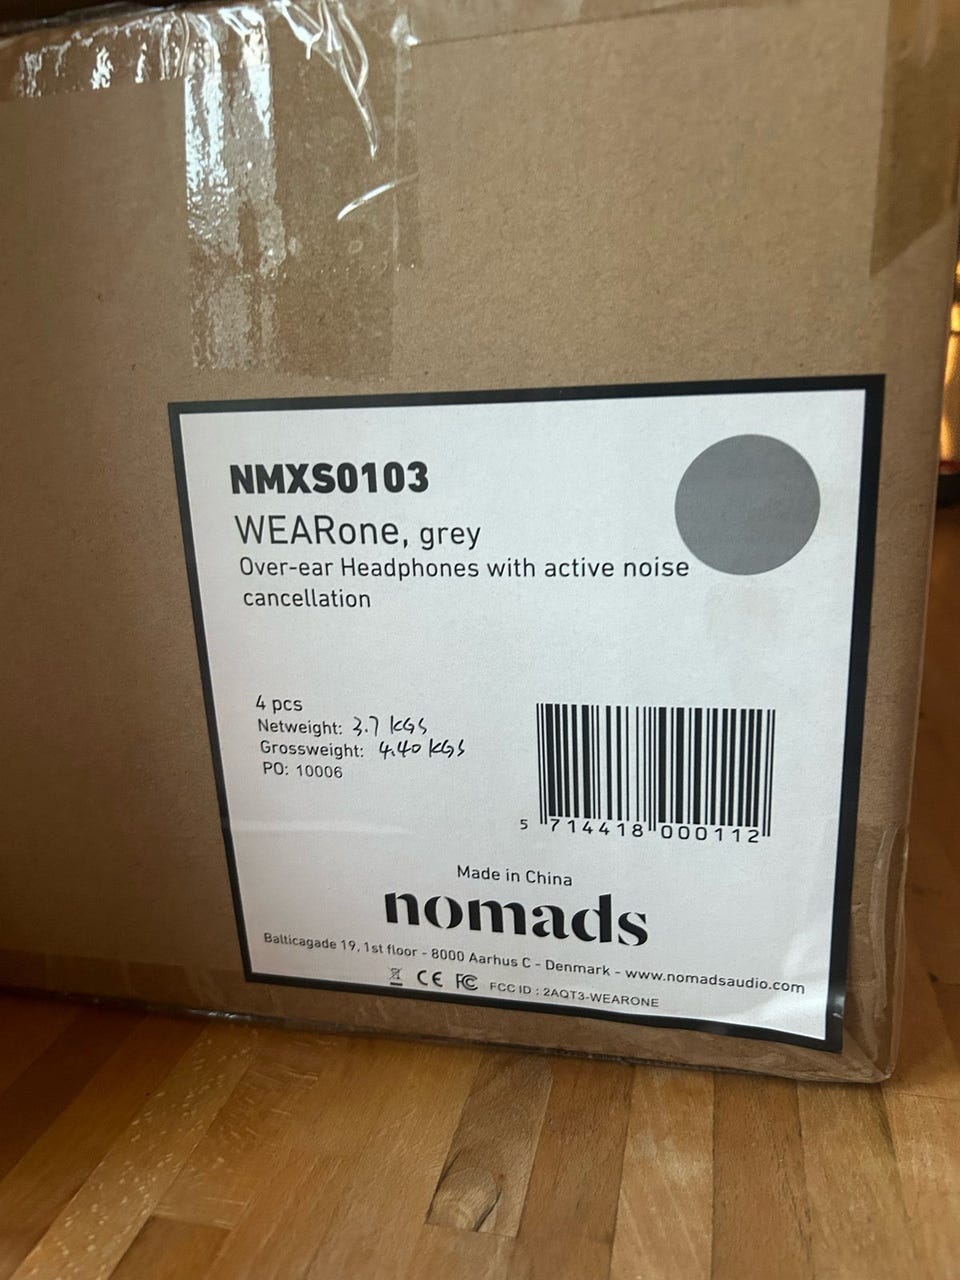 NMXS0103
WEARone, grey
Over-ear Headphones with active noise
cancellation
4 pcs
Netweight: 3.7 KGS
Grossweight: 4.40 KGS
PO: 10006
5 714418 000112
Made in China
nomads
Balticagade 19, 1st floor - 8000 Aarhus C - Denmark - www.nomadsaudio.com
CE FC FCC ID : 2AQT3-WEARONE